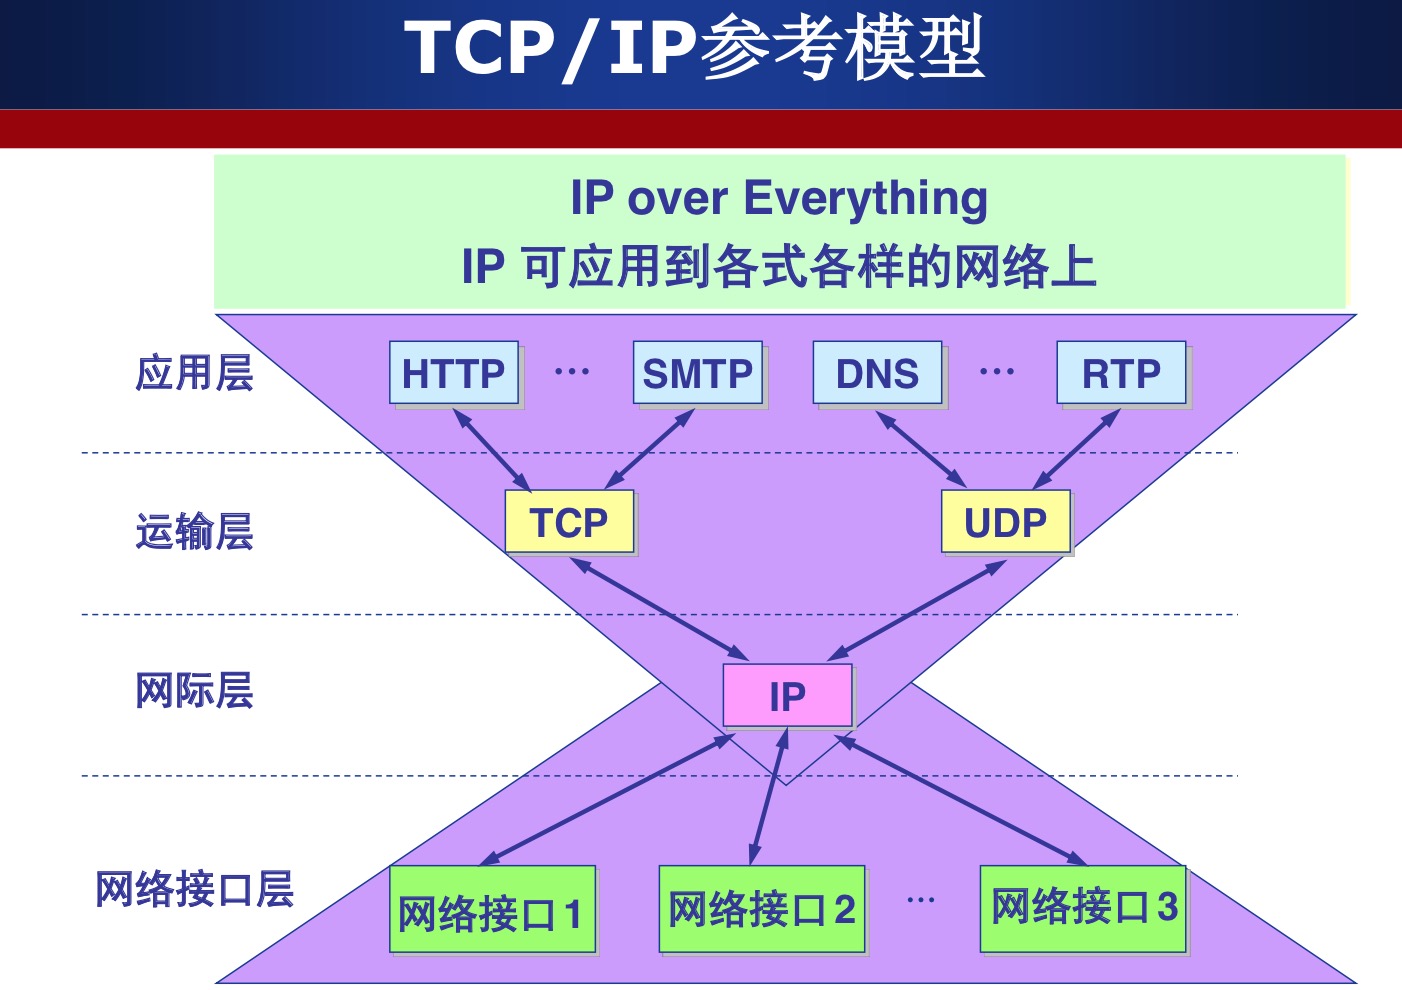 TCP/IP参考模型
IP over Everything
IP 可应用到各式各样的网络上
应用层
HTTP … SMTP DNS … RTP
运输层
TCP UDP
网际层
IP
网络接口层
网络接口1 网络接口2 … 网络接口3